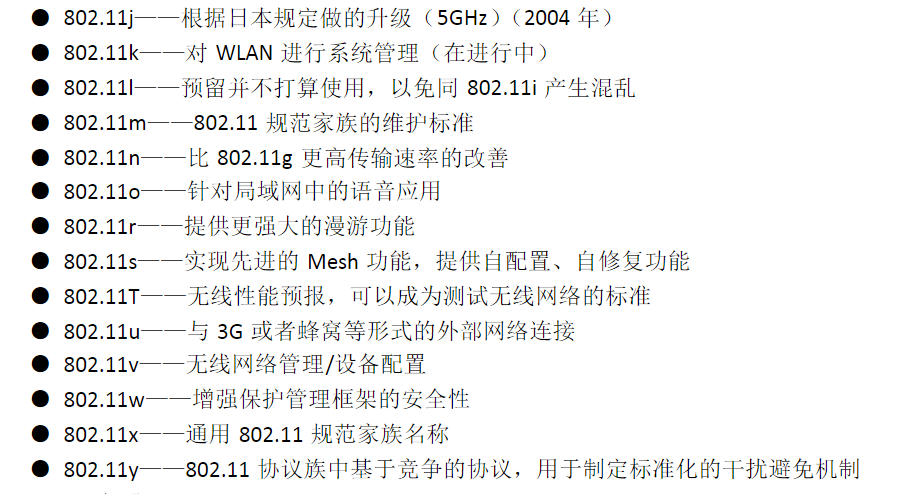 ● 802.11j——根据日本规定做的升级（5GHz）（2004 年）
● 802.11k——对 WLAN 进行系统管理（在进行中）
● 802.11l——预留并不打算使用，以免同 802.11i 产生混乱
● 802.11m——802.11 规范家族的维护标准
● 802.11n——比 802.11g 更高传输速率的改善
● 802.11o——针对局域网中的语音应用
● 802.11r——提供更强大的漫游功能
● 802.11s——实现先进的 Mesh 功能，提供自配置、自修复功能
● 802.11T——无线性能预报，可以成为测试无线网络的标准
● 802.11u——与 3G 或者蜂窝等形式的外部网络连接
● 802.11v——无线网络管理/设备配置
● 802.11w——增强保护管理框架的安全性
● 802.11x——通用 802.11 规范家族名称
● 802.11y——802.11 协议族中基于竞争的协议，用于制定标准化的干扰避免机制